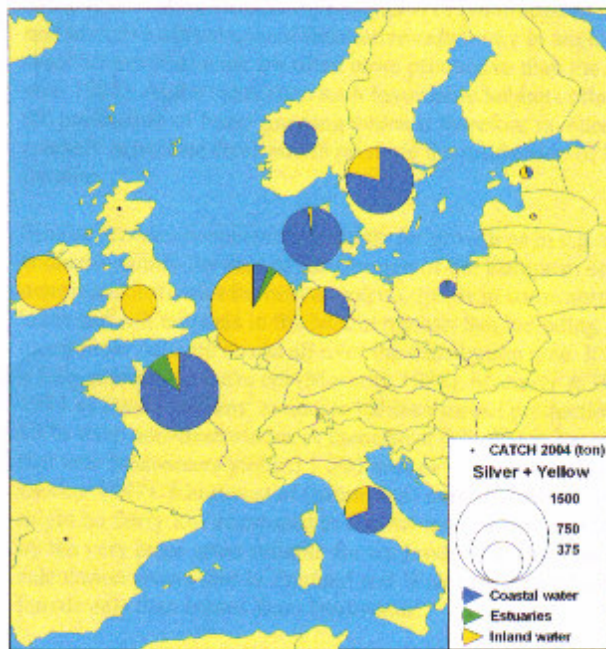 CATCH 2004 (ton)
Silver + Yellow
1500
750
375
Coastal water
Estuaries
Inland water